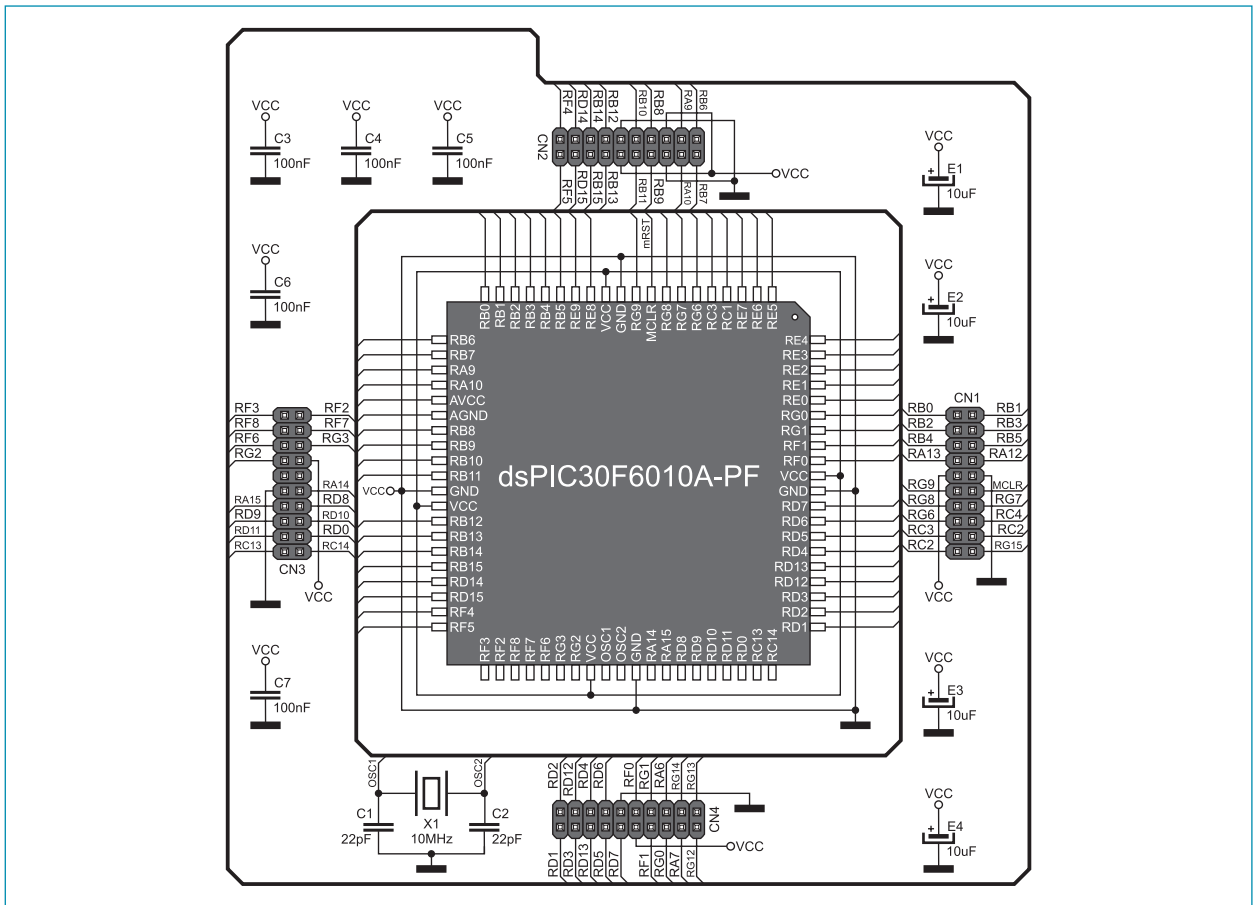 VCC
C3
100nF
VCC
C4
100nF
VCC
C5
100nF
CN2
RF4
RD14
RB14
RB12
RB10
RB8
RA9
RB6
RF5
RD15
RB15
RB13
RB11
RB9
RA10
RB7
VCC
VCC
E1
10uF
VCC
C6
100nF
VCC
E2
10uF
mRST
RB0
RB1
RB2
RB3
RB4
RB5
RE9
RE8
VCC
GND
RG9
MCLR
RG8
RG7
RG6
RC3
RC1
RE7
RE6
RE5
RB6
RB7
RA9
RA10
AVCC
AGND
RB8
RB9
RB10
RB11
GND
VCC
RB12
RB13
RB14
RB15
RD14
RD15
RF4
RF5
VCC
dsPIC30F6010A-PF
RE4
RE3
RE2
RE1
RE0
RG0
RG1
RF1
RF0
VCC
GND
RD7
RD6
RD5
RD4
RD13
RD12
RD3
RD2
RD1
RF3
RF2
RF8
RF7
RF6
RG3
RG2
VCC
OSC1
OSC2
GND
RA14
RA15
RD8
RD9
RD10
RD11
RD0
RC13
RC14
RF3 RF2
RF8 RF7
RF6 RG3
RG2
RA14
RA15 RD8
RD9 RD10
RD11 RD0
RC13 RC14
CN3
VCC
CN1
RB0 RB1
RB2 RB3
RB4 RB5
RA13 RA12
RG9 MCLR
RG8 RG7
RG6 RC4
RC3 RC2
RC2 RG15
VCC
VCC
C7
100nF
VCC
E3
10uF
OSC1
OSC2
C1
22pF
X1
10MHz
C2
22pF
RD2
RD12
RD4
RD6
RF0
RG1
RA6
RG14
RG13
CN4
RD1
RD3
RD13
RD5
RD7
RF1
RG0
RA7
RG12
VCC
VCC
E4
10uF